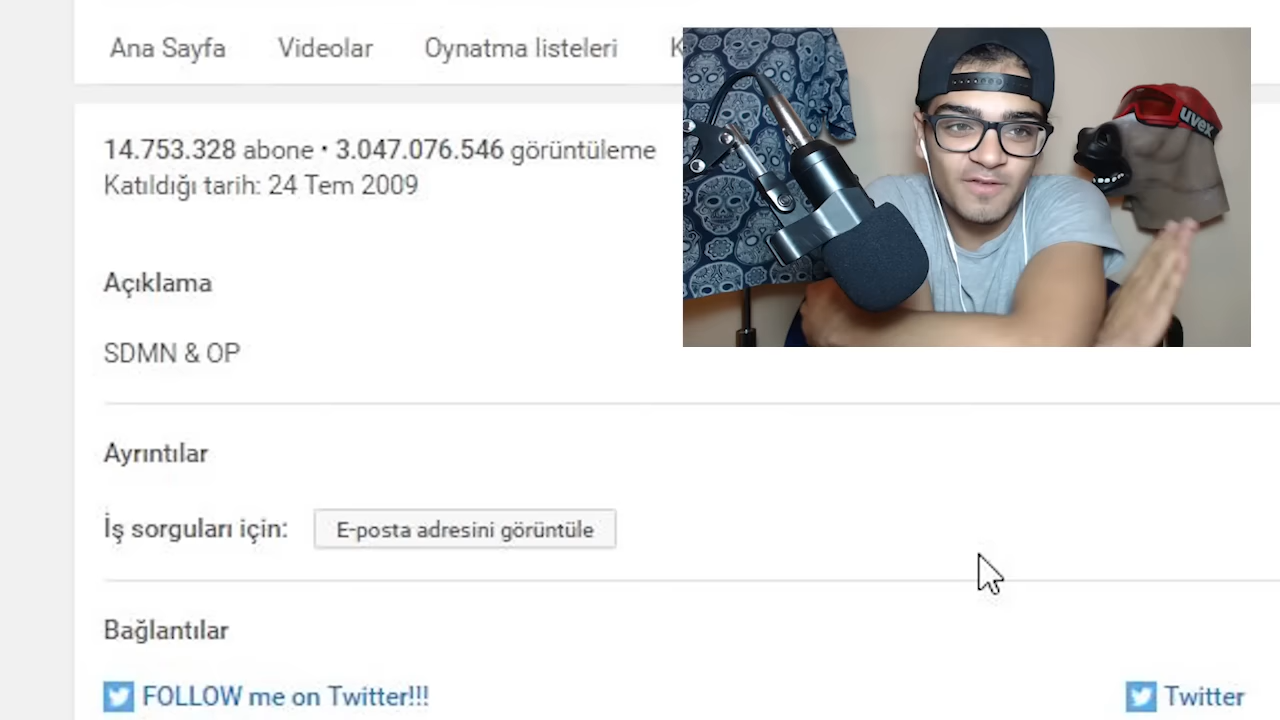 Ana Sayfa Videolar Oynatma listeleri K
14.753.328 abone • 3.047.076.546 görüntüleme
Katıldığı tarih: 24 Tem 2009
uvex
Açıklama
SDMN & OP
Ayrıntılar
İş sorguları için: E-posta adresini görüntüle
Bağlantılar
FOLLOW me on Twitter!!! Twitter